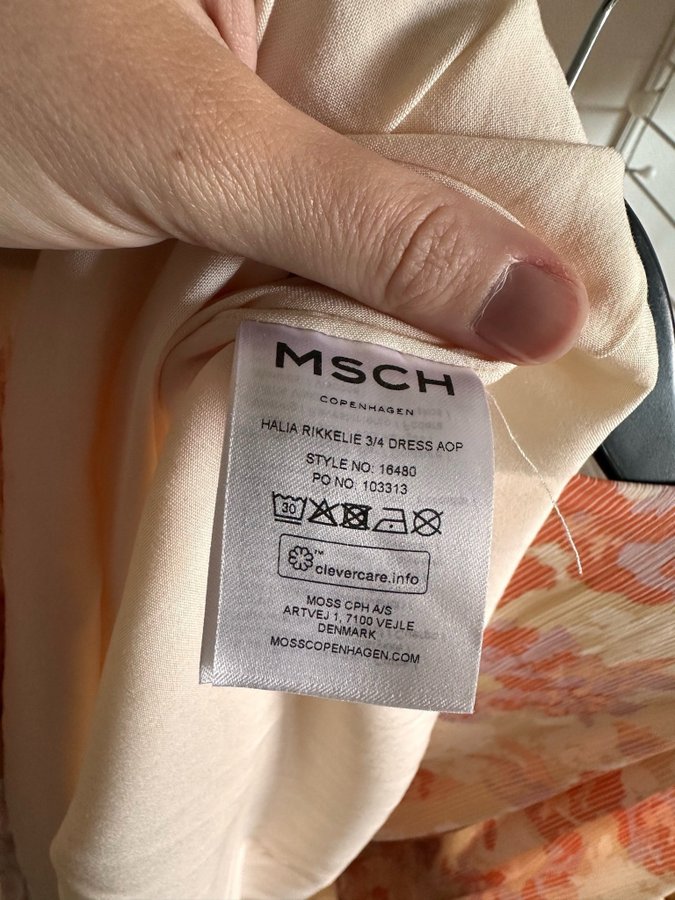 MSCH
COPENHAGEN
HALIA RIKKELIE 3/4 DRESS AOP
STYLE NO: 16480
PO NO. 103313
30
™
clevercare.info
MOSS CPH A/S
ARTVEJ 1, 7100 VEJLE
DENMARK
MOSSCOPENHAGEN.COM